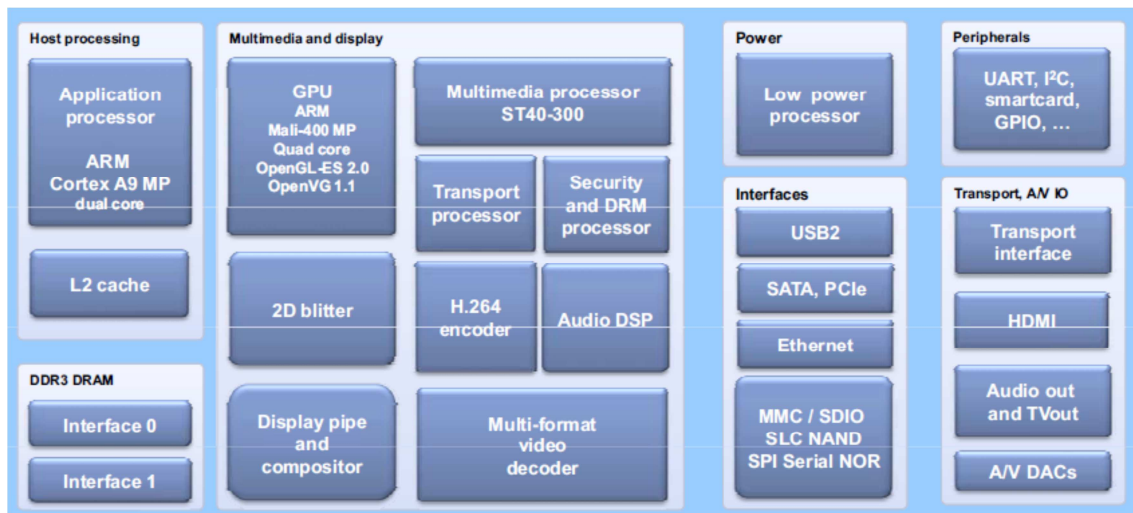 Host processing
Application
processor
ARM
Cortex A9 MP
dual core
L2 cache
DDR3 DRAM
Interface 0
Interface 1
Multimedia and display
GPU
ARM
Mali-400 MP
Quad core
OpenGL-ES 2.0
OpenVG 1.1
Multimedia processor
ST40-300
Transport
processor
Security
and DRM
processor
2D blitter
H.264
encoder
Audio DSP
Display pipe
and
compositor
Multi-format
video
decoder
Power
Low power
processor
Interfaces
USB2
SATA, PCIe
Ethernet
MMC / SDIO
SLC NAND
SPI Serial NOR
Peripherals
UART, I²C,
smartcard,
GPIO, ...
Transport, A/V IO
Transport
interface
HDMI
Audio out
and TVout
A/V DACs